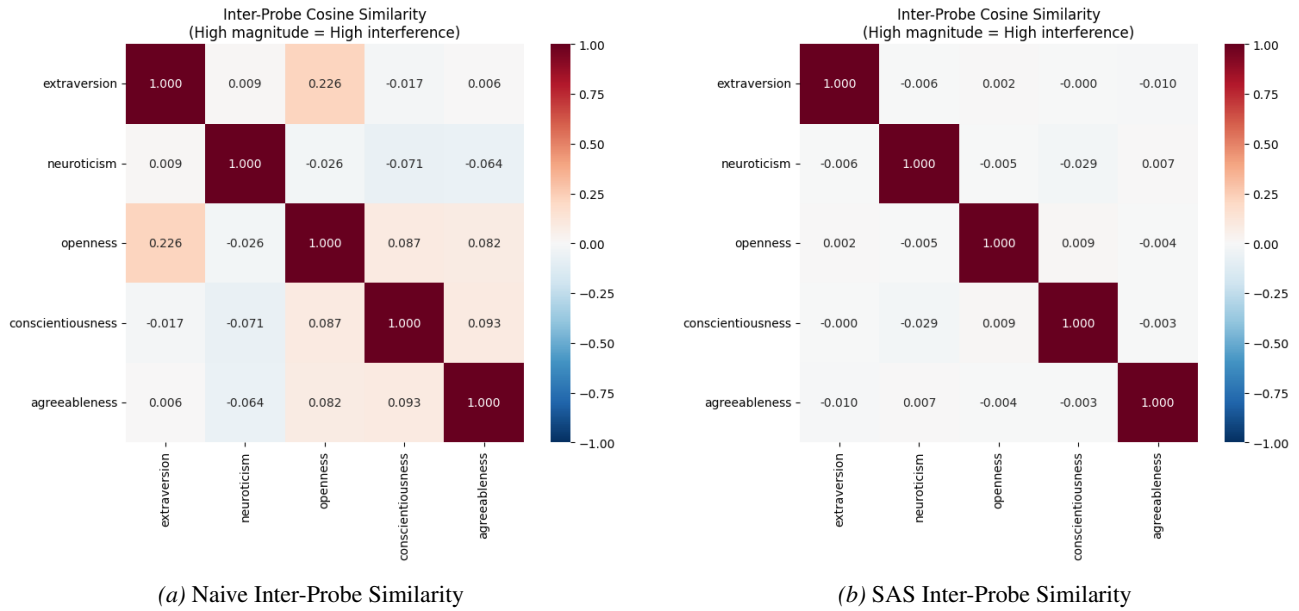 Inter-Probe Cosine Similarity
(High magnitude = High interference)
extraversion 1.000 0.009 0.226 -0.017 0.006
neuroticism 0.009 1.000 -0.026 -0.071 -0.064
openness 0.226 -0.026 1.000 0.087 0.082
conscientiousness -0.017 -0.071 0.087 1.000 0.093
agreeableness 0.006 -0.064 0.082 0.093 1.000
extraversion neuroticism openness conscientiousness agreeableness
1.00
0.75
0.50
0.25
0.00
−0.25
−0.50
−0.75
−1.00
(a) Naive Inter-Probe Similarity
Inter-Probe Cosine Similarity
(High magnitude = High interference)
extraversion 1.000 -0.006 0.002 -0.000 -0.010
neuroticism -0.006 1.000 -0.005 -0.029 0.007
openness 0.002 -0.005 1.000 0.009 -0.004
conscientiousness -0.000 -0.029 0.009 1.000 -0.003
agreeableness -0.010 0.007 -0.004 -0.003 1.000
extraversion neuroticism openness conscientiousness agreeableness
1.00
0.75
0.50
0.25
0.00
−0.25
−0.50
−0.75
−1.00
(b) SAS Inter-Probe Similarity